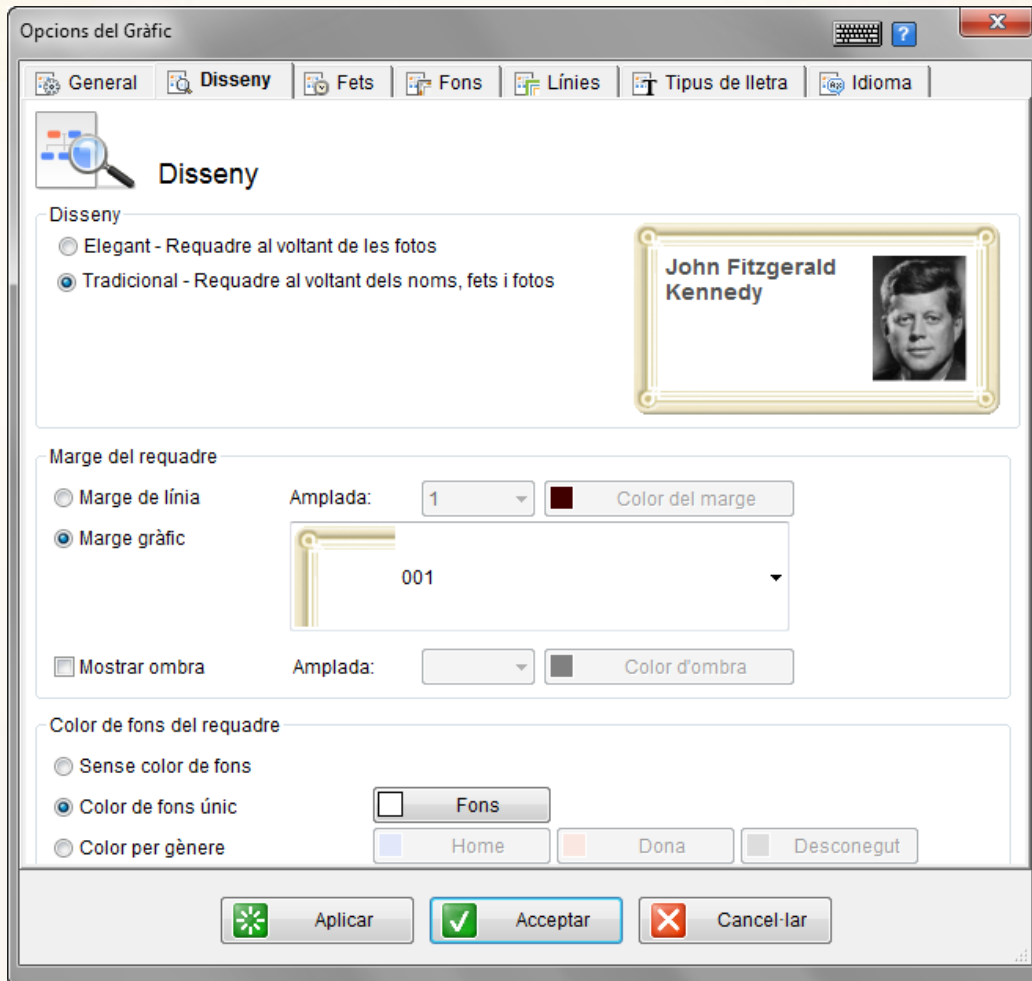 Opcions del Gràfic
General Disseny Fets Fons Línies Tipus de lletra Idioma
Disseny
Disseny
Elegant - Requadre al voltant de les fotos
Tradicional - Requadre al voltant dels noms, fets i fotos
John Fitzgerald
Kennedy
Marge del requadre
Marge de línia Amplada: 1 Color del marge
Marge gràfic
001
Mostrar ombra Amplada: Color d'ombra
Color de fons del requadre
Sense color de fons
Color de fons únic Fons
Color per gènere Home Dona Desconegut
Aplicar Acceptar Cancel·lar